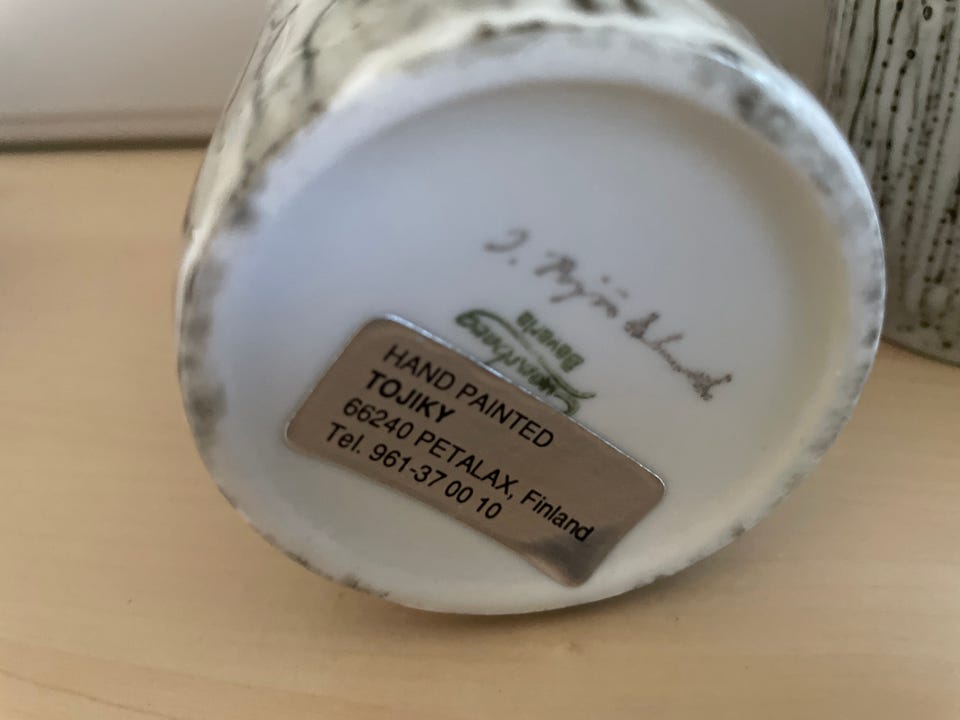 J.
Bavaria
HAND PAINTED
TOJIKY
66240 PETALAX, Finland
Tel. 961-37 00 10